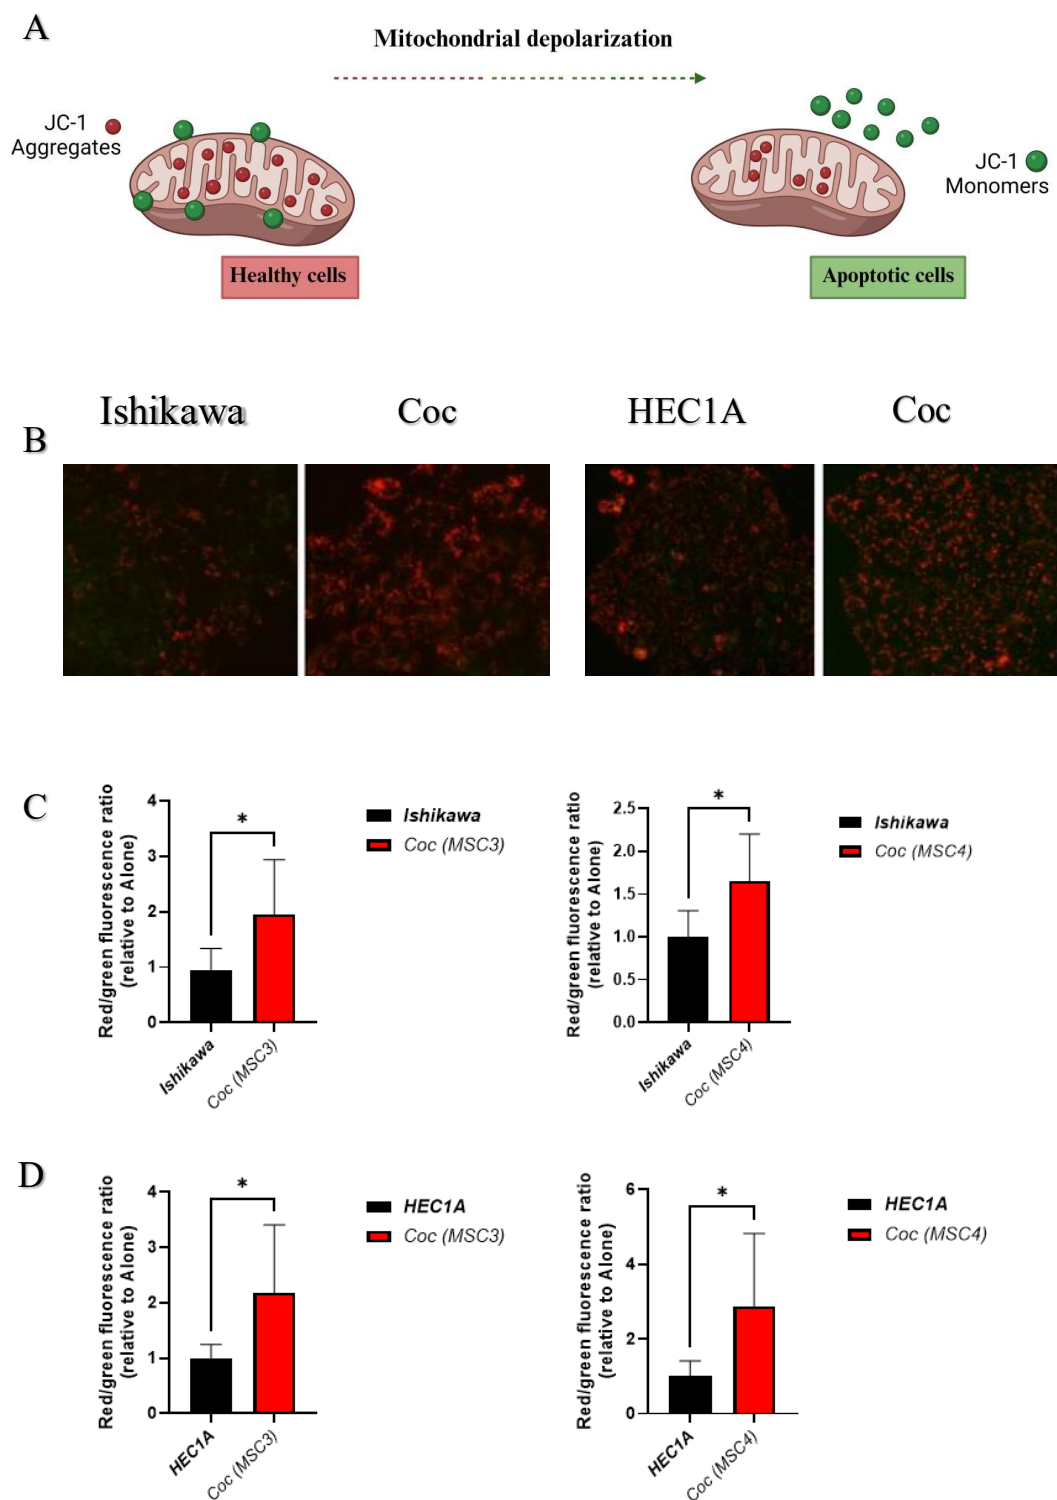 A
Mitochondrial depolarization
JC-1
Aggregates
JC-1
Monomers
Healthy cells
Apoptotic cells
B
Ishikawa
Coc
HEC1A
Coc
C
Red/green fluorescence ratio
(relative to Alone)
4
3
2
1
0
*
Ishikawa
Coc (MSC3)
Ishikawa
Coc (MSC3)
Red/green fluorescence ratio
(relative to Alone)
2.5
2.0
1.5
1.0
0.5
0.0
*
Ishikawa
Coc (MSC4)
Ishikawa
Coc (MSC4)
D
Red/green fluorescence ratio
(relative to Alone)
4
3
2
1
0
*
HEC1A
Coc (MSC3)
HEC1A
Coc (MSC3)
Red/green fluorescence ratio
(relative to Alone)
6
4
2
0
*
HEC1A
Coc (MSC4)
HEC1A
Coc (MSC4)